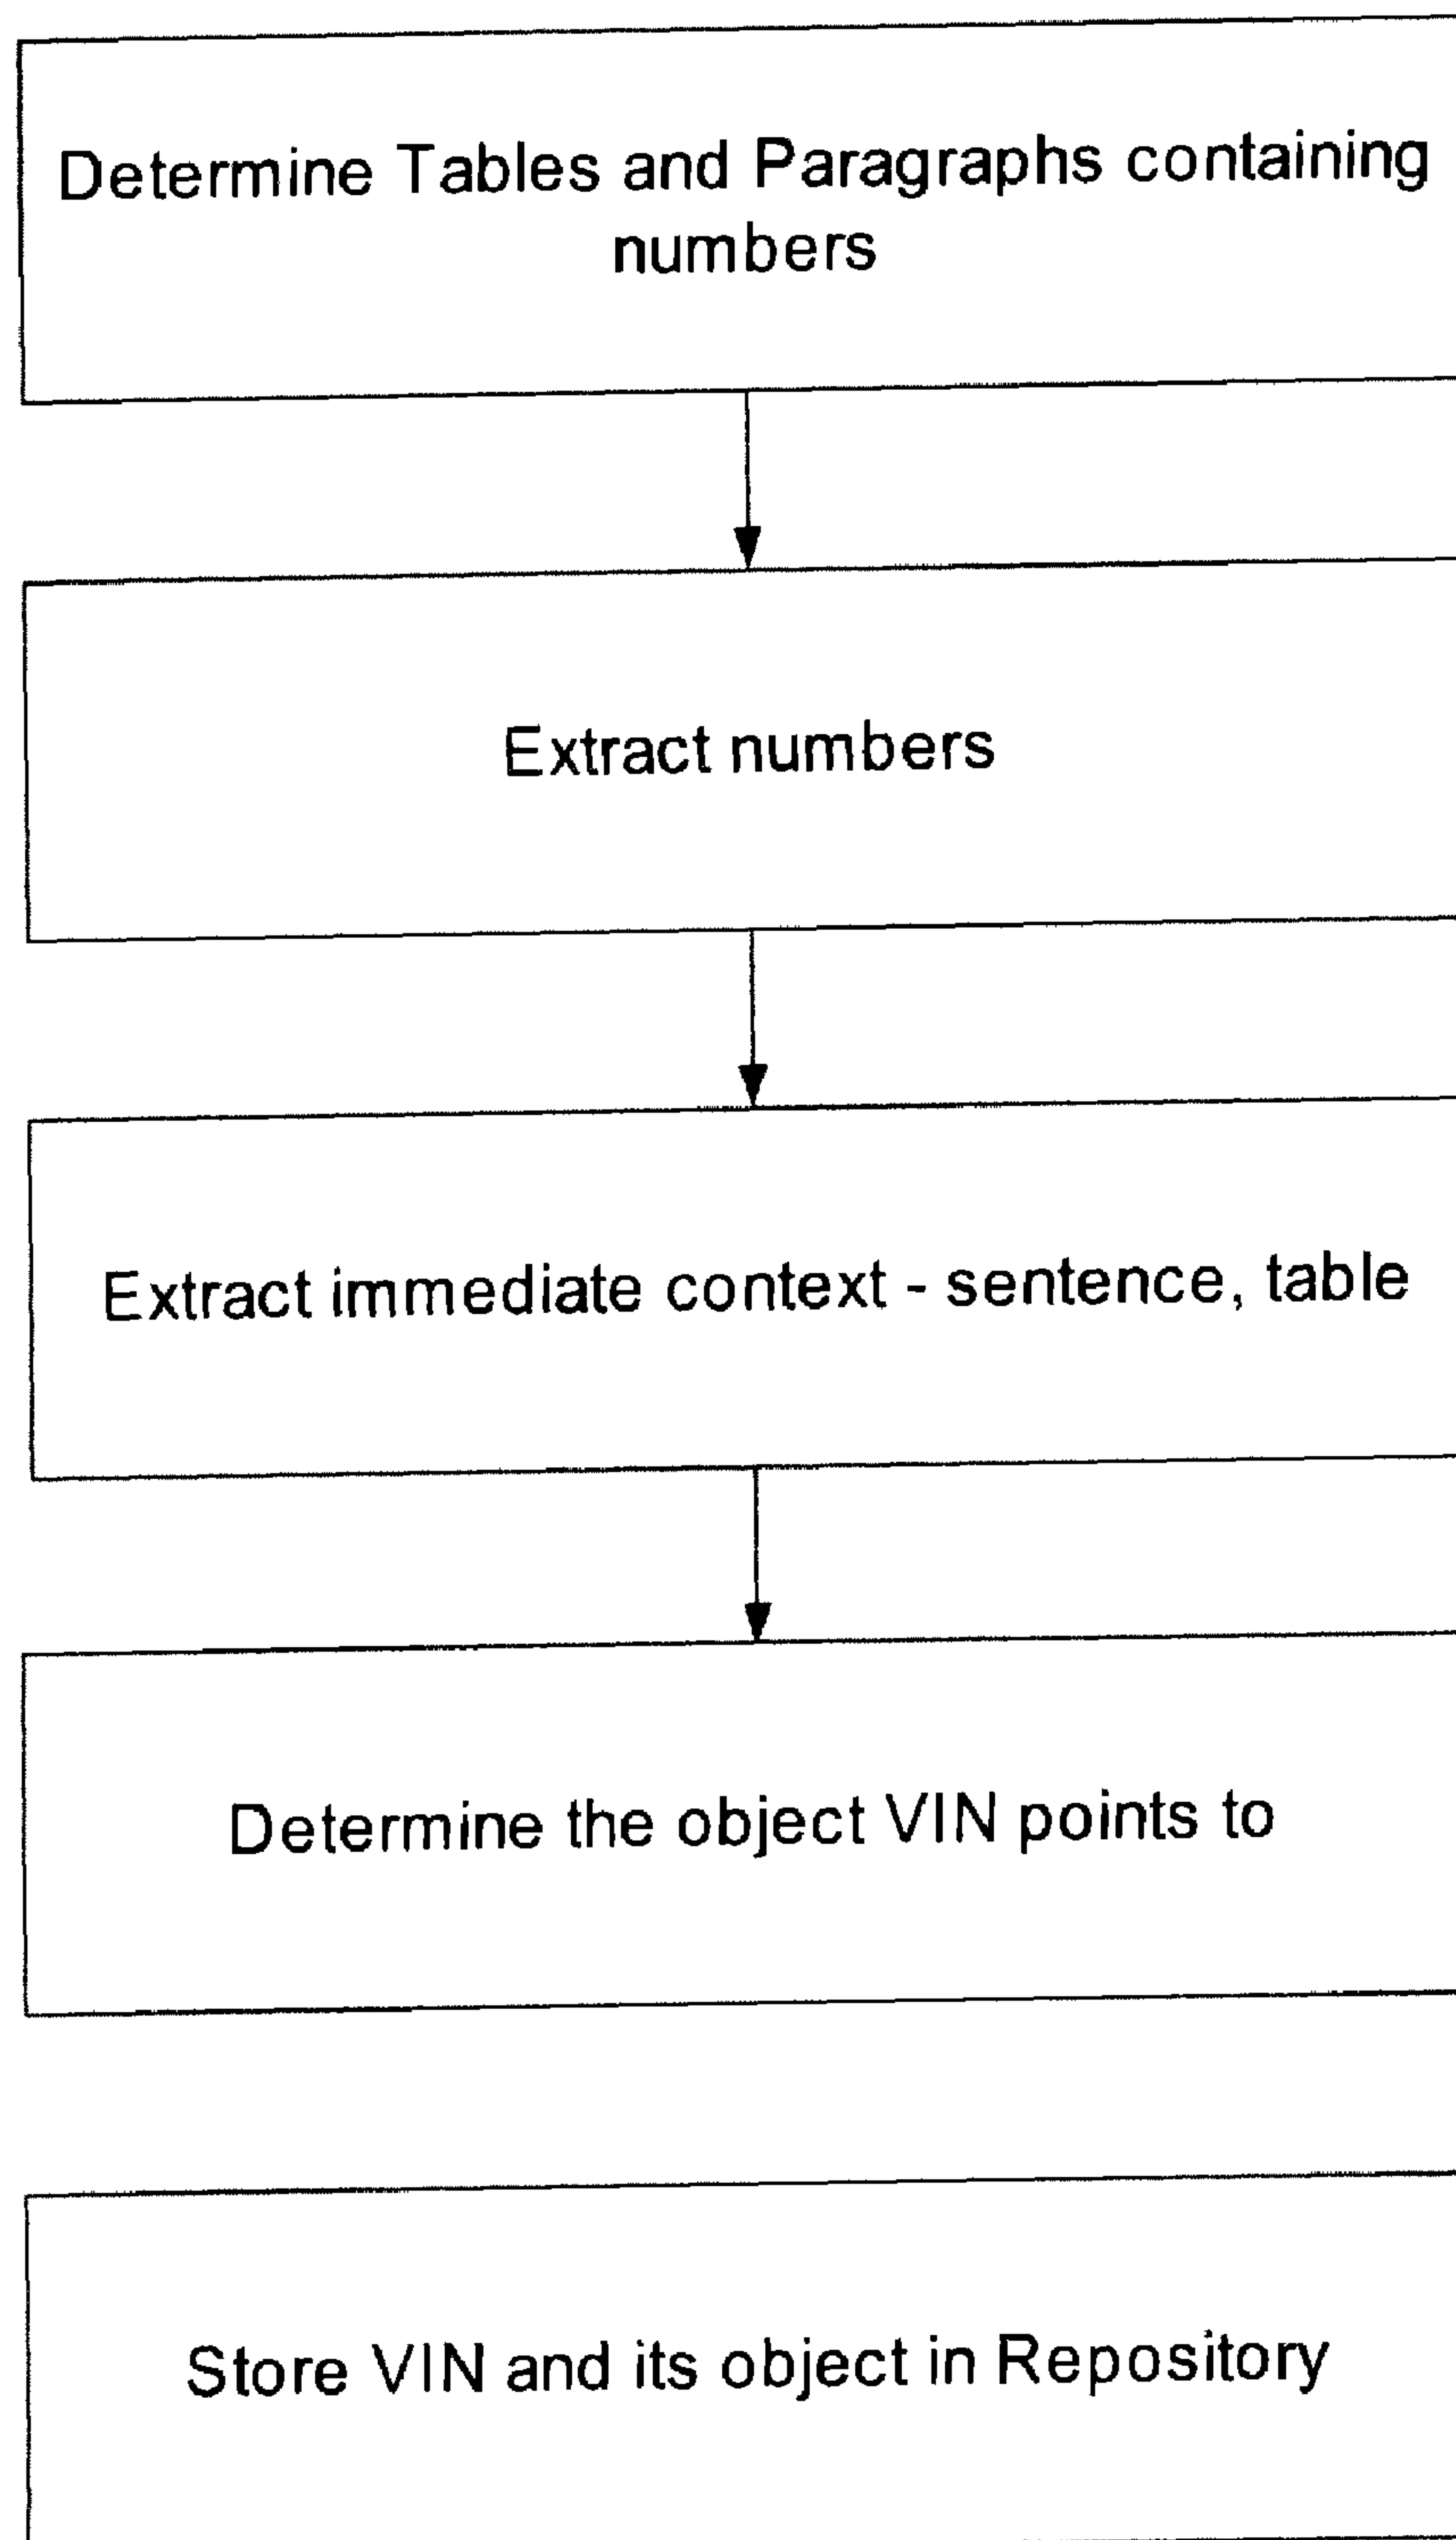 Determine Tables and Paragraphs containing
numbers
Extract numbers
Extract immediate context - sentence, table
Determine the object VIN points to
Store VIN and its object in Repository